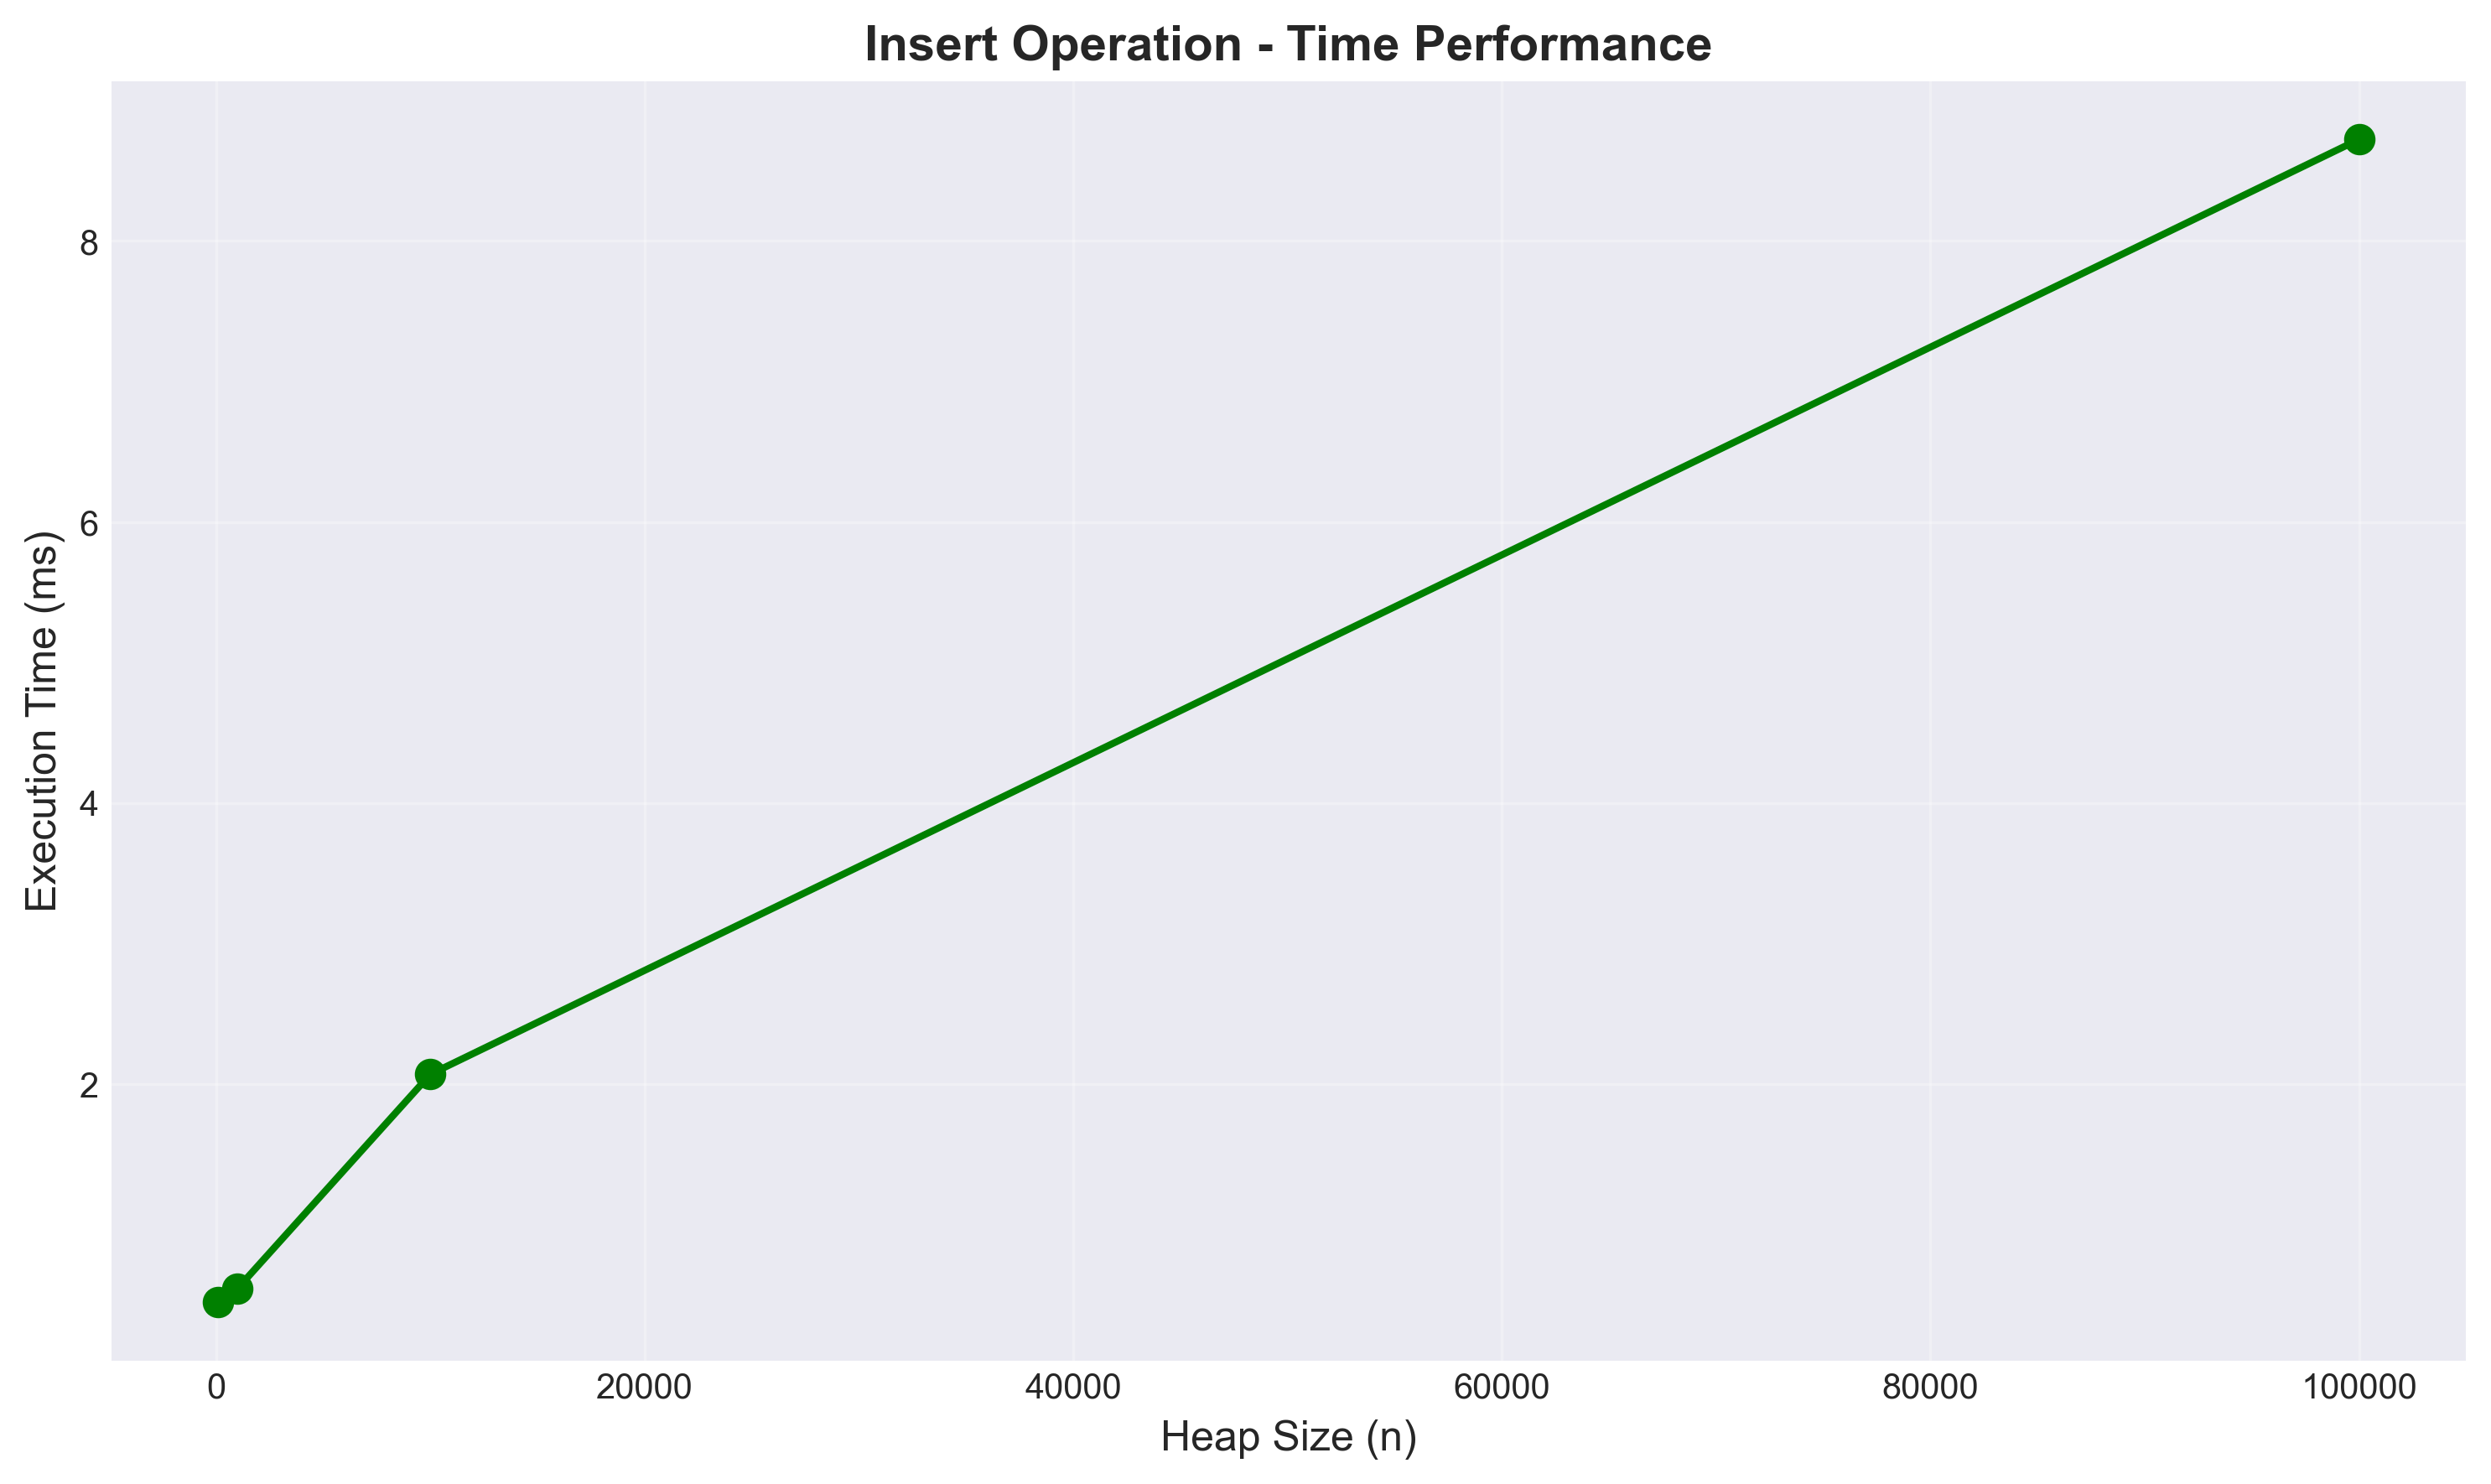 Insert Operation - Time Performance
Execution Time (ms)
8
6
4
2
0 20000 40000 60000 80000 100000
Heap Size (n)